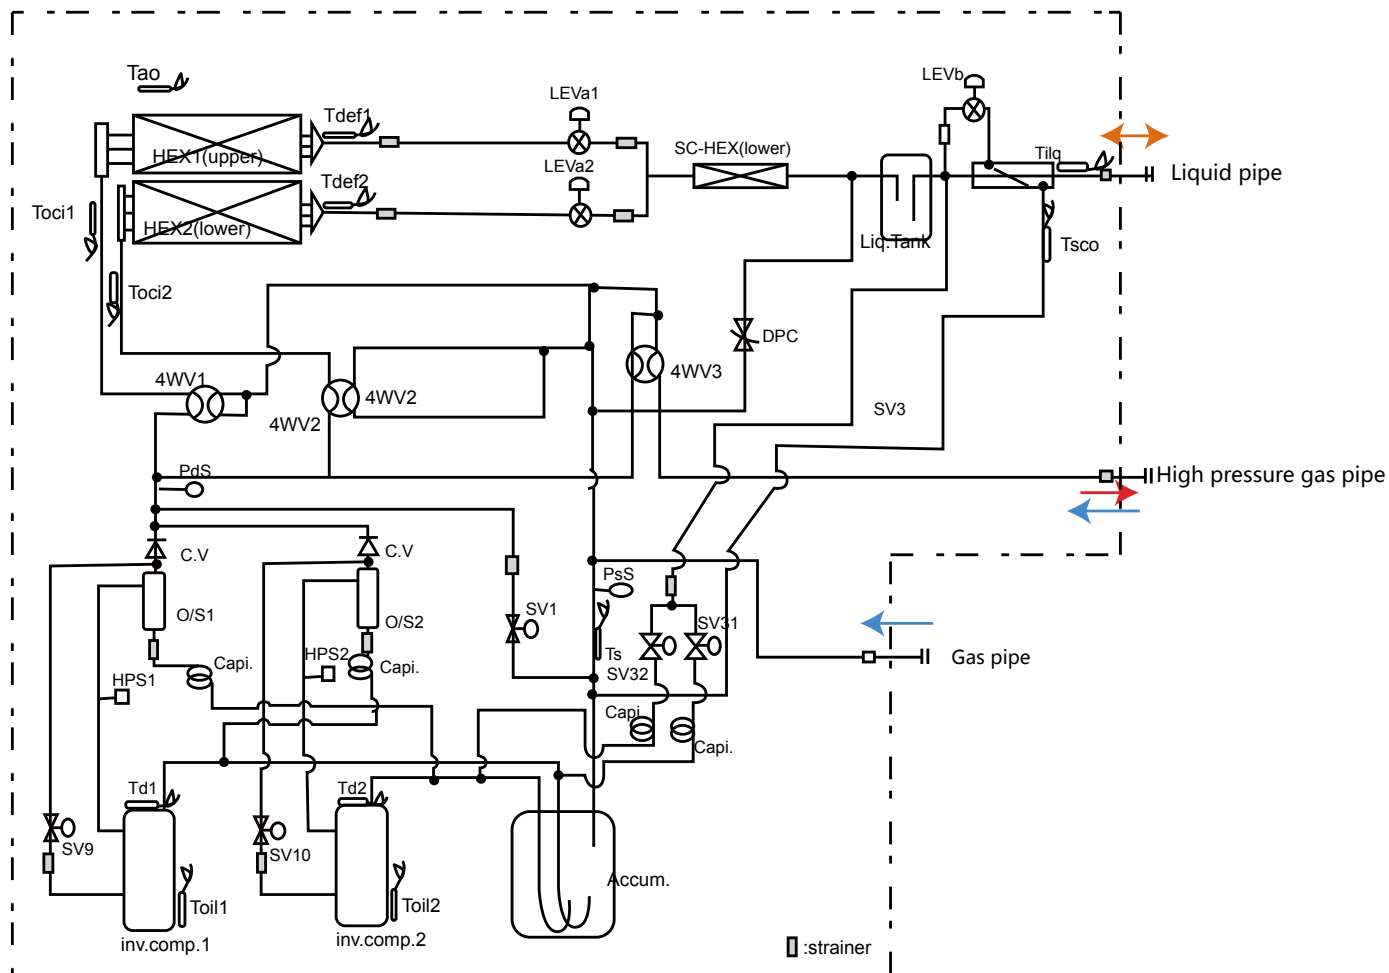 Tao
LEVb
LEVa1
Tdef1
SC-HEX(lower)
Tilq
HEX1(upper)
LEVa2
Liquid pipe
Tdef2
Toci1
HEX2(lower)
Liq.Tank
Tsco
Toci2
DPC
4WV1
4WV2
4WV3
4WV2
SV3
PdS
High pressure gas pipe
C.V
C.V
PsS
O/S1
O/S2
SV1
SV31
Ts
HPS2
Capi.
Capi.
SV32
Gas pipe
HPS1
Capi.
Capi.
Td1
Td2
SV9
SV10
Accum.
Toil1
Toil2
inv.comp.1
inv.comp.2
:strainer